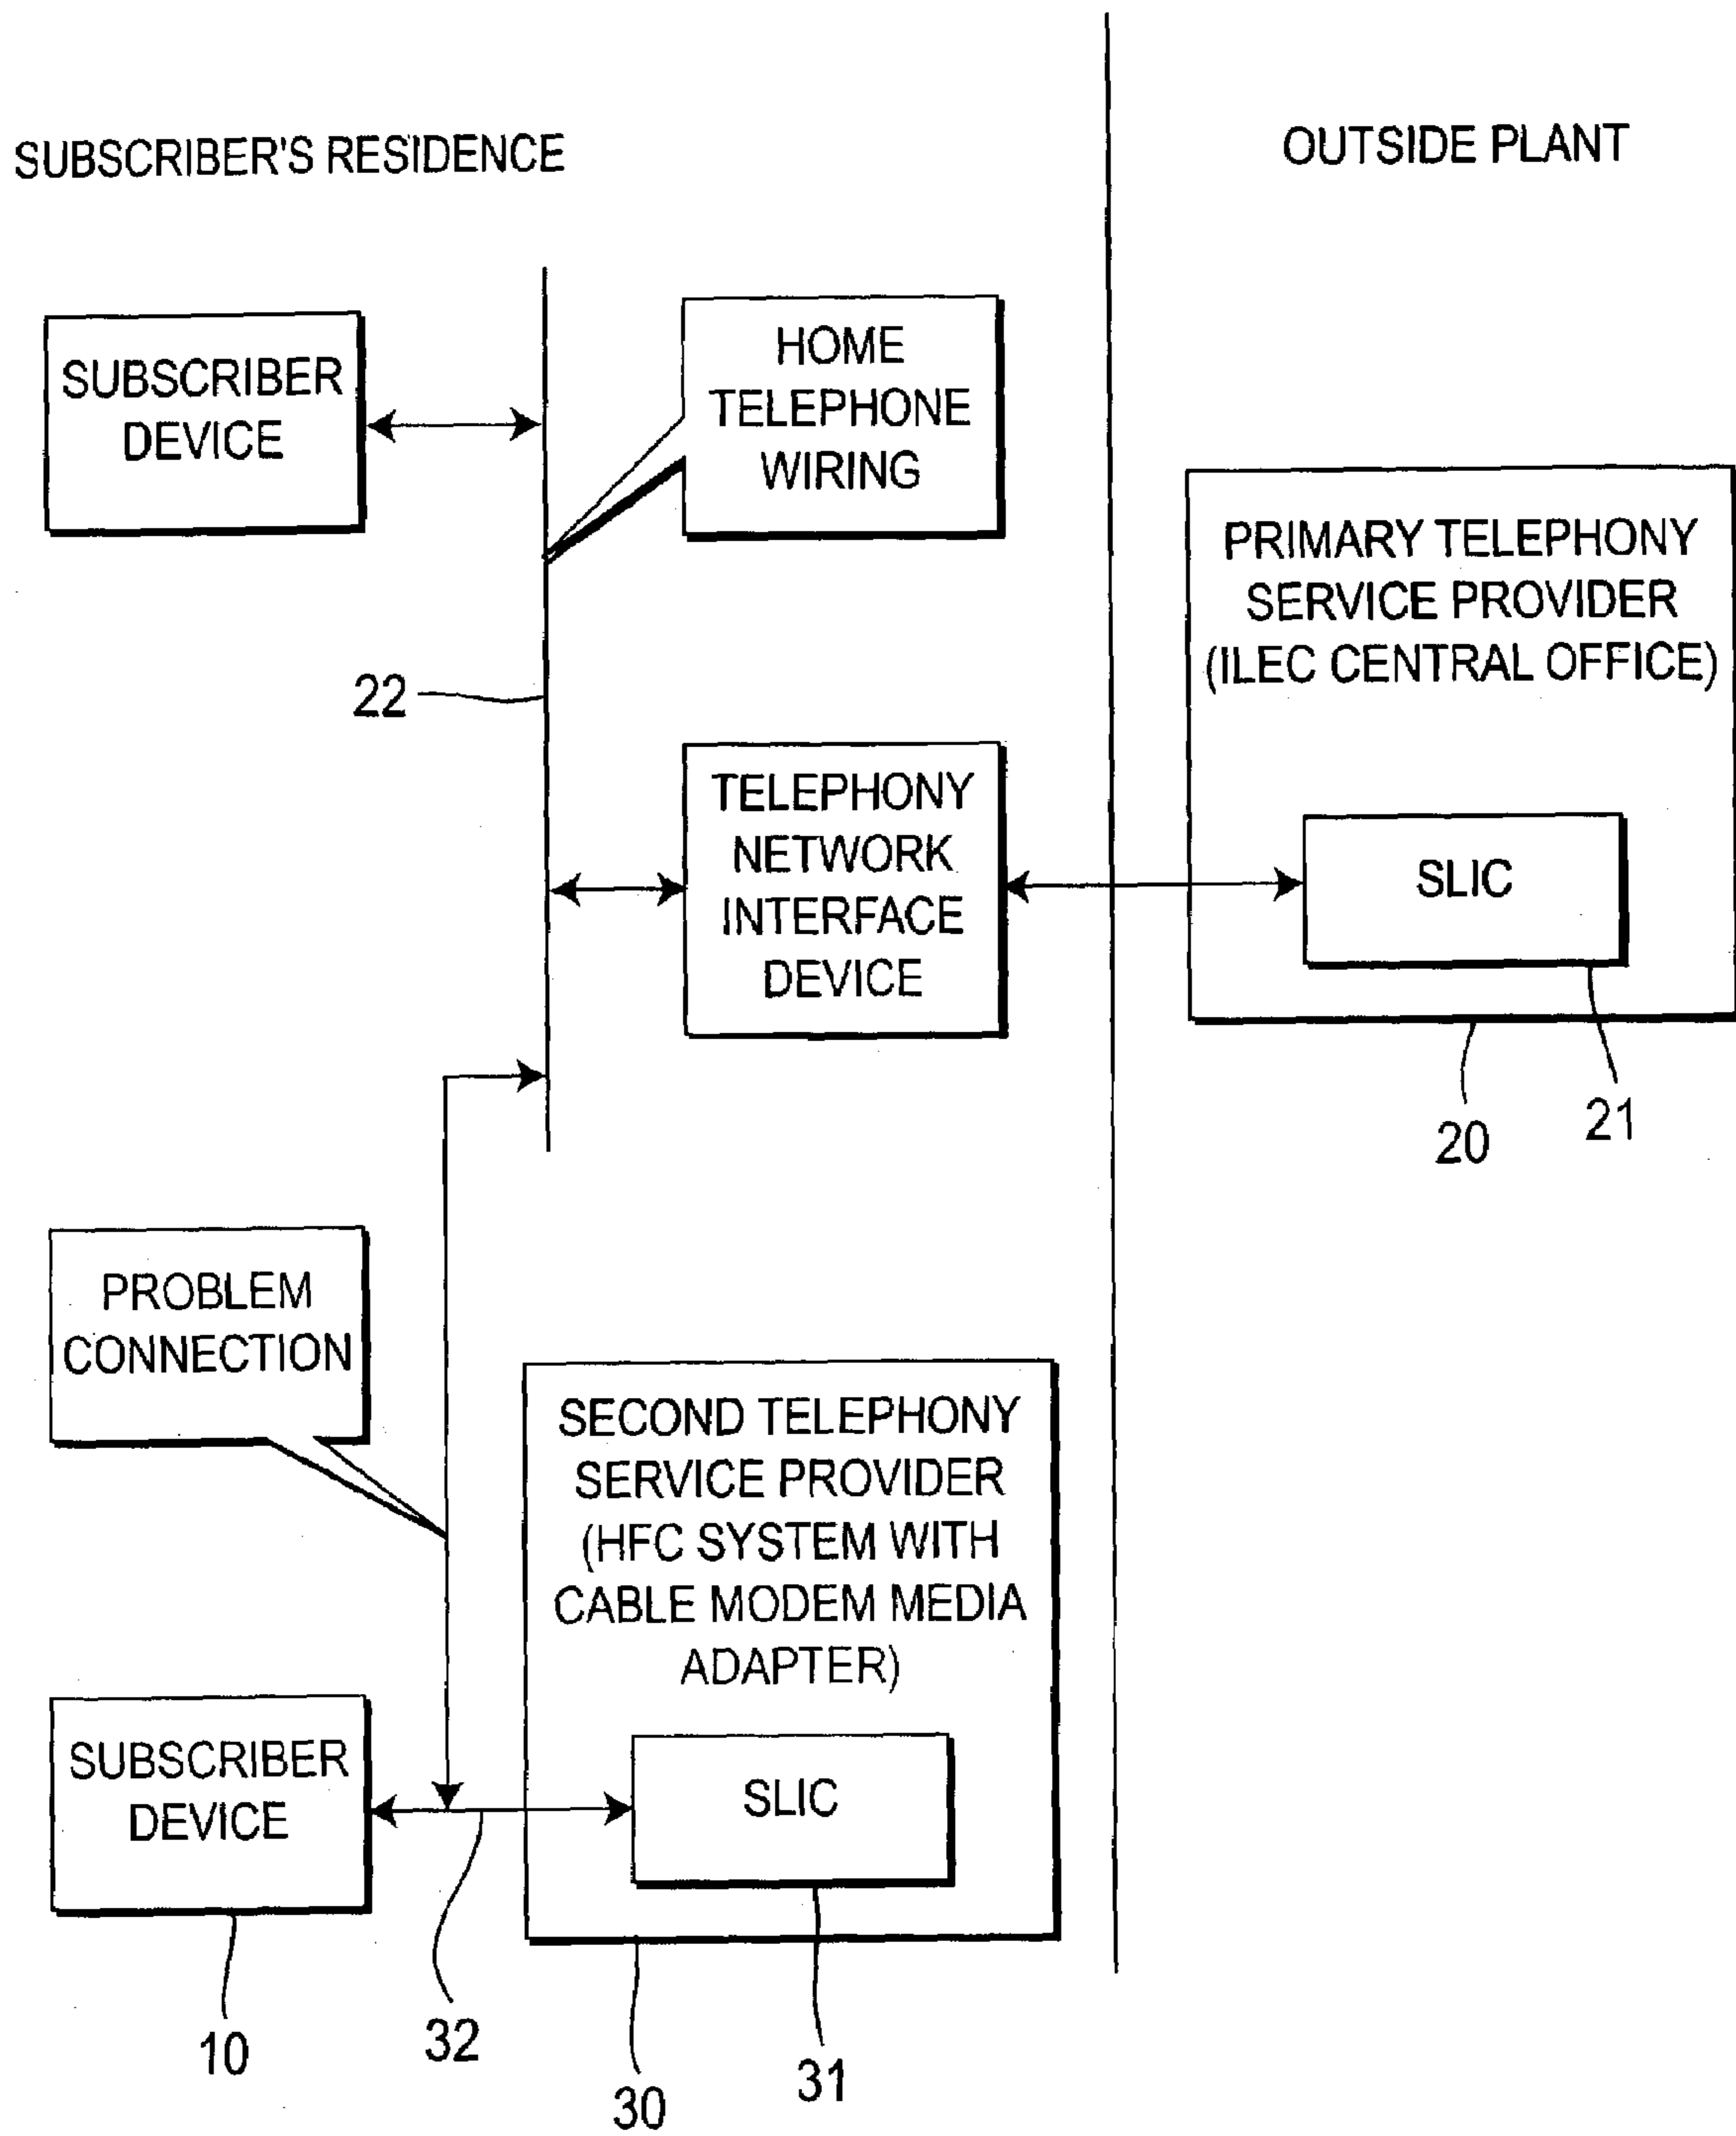 SUBSCRIBER'S RESIDENCE
OUTSIDE PLANT
SUBSCRIBER
DEVICE
HOME
TELEPHONE
WIRING
22
PRIMARY TELEPHONY
SERVICE PROVIDER
(ILEC CENTRAL OFFICE)
TELEPHONY
NETWORK
INTERFACE
DEVICE
SLIC
21
20
PROBLEM
CONNECTION
SECOND TELEPHONY
SERVICE PROVIDER
(HFC SYSTEM WITH
CABLE MODEM MEDIA
ADAPTER)
SUBSCRIBER
DEVICE
SLIC
10
32
30
31